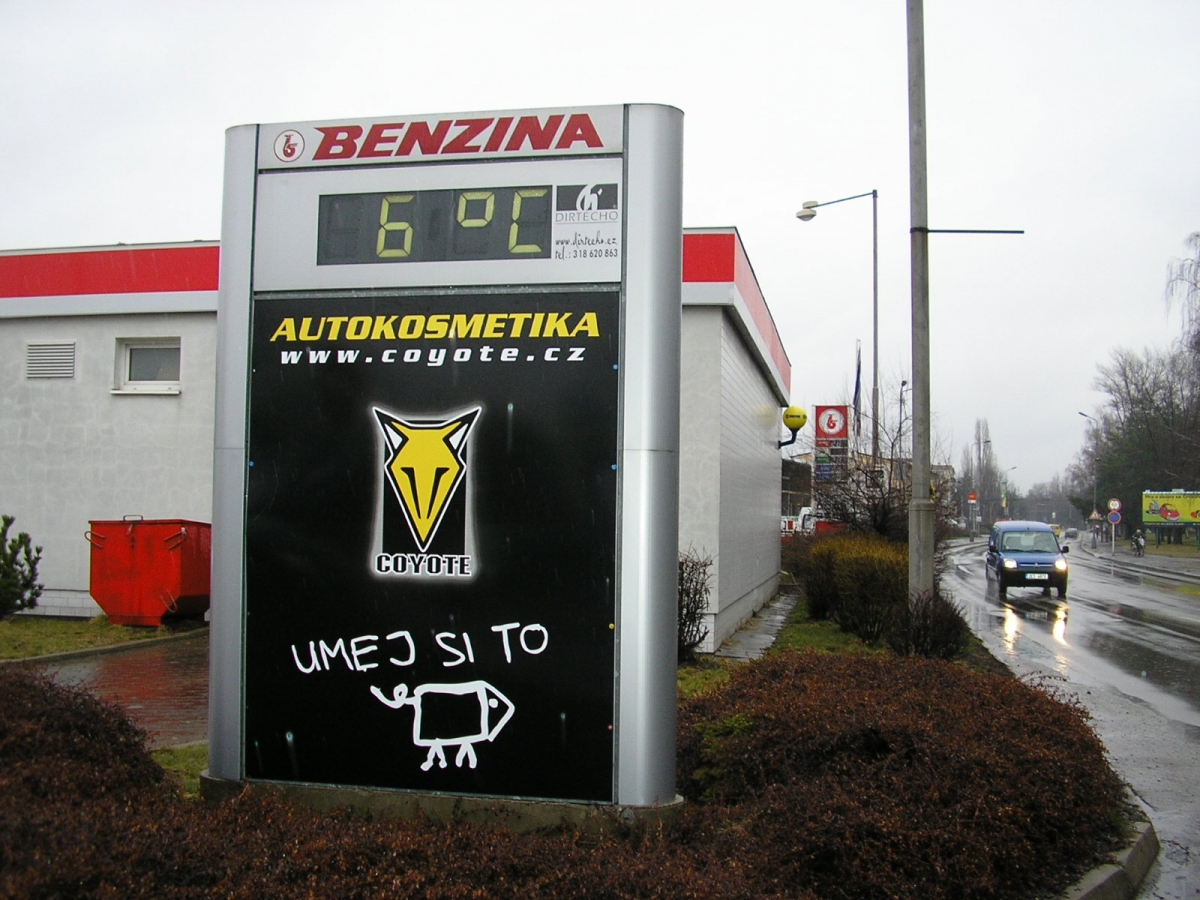 BENZINA
6°C
DIRTECHO
www.dirtecho.cz
tel.: 318 620 863
AUTOKOSMETIKA
www.coyote.cz
COYOTE
UMEJ SI TO